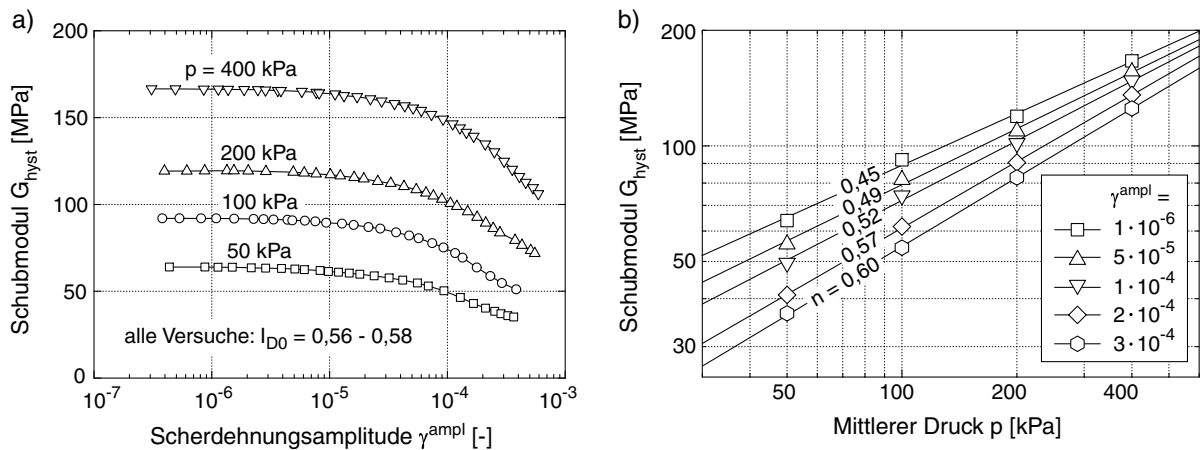 a)
200
150
100
50
0
Schubmodul G_hyst [MPa]
p = 400 kPa
200 kPa
100 kPa
50 kPa
alle Versuche: I_D0 = 0,56 - 0,58
10^-7
10^-6
10^-5
10^-4
10^-3
Scherdehnungsamplitude γ^ampl [-]
b)
200
100
50
30
Schubmodul G_hyst [MPa]
0,45
0,49
0,52
0,57
n = 0,60
γ^ampl =
1·10^-6
5·10^-5
1·10^-4
2·10^-4
3·10^-4
50
100
200
400
Mittlerer Druck p [kPa]